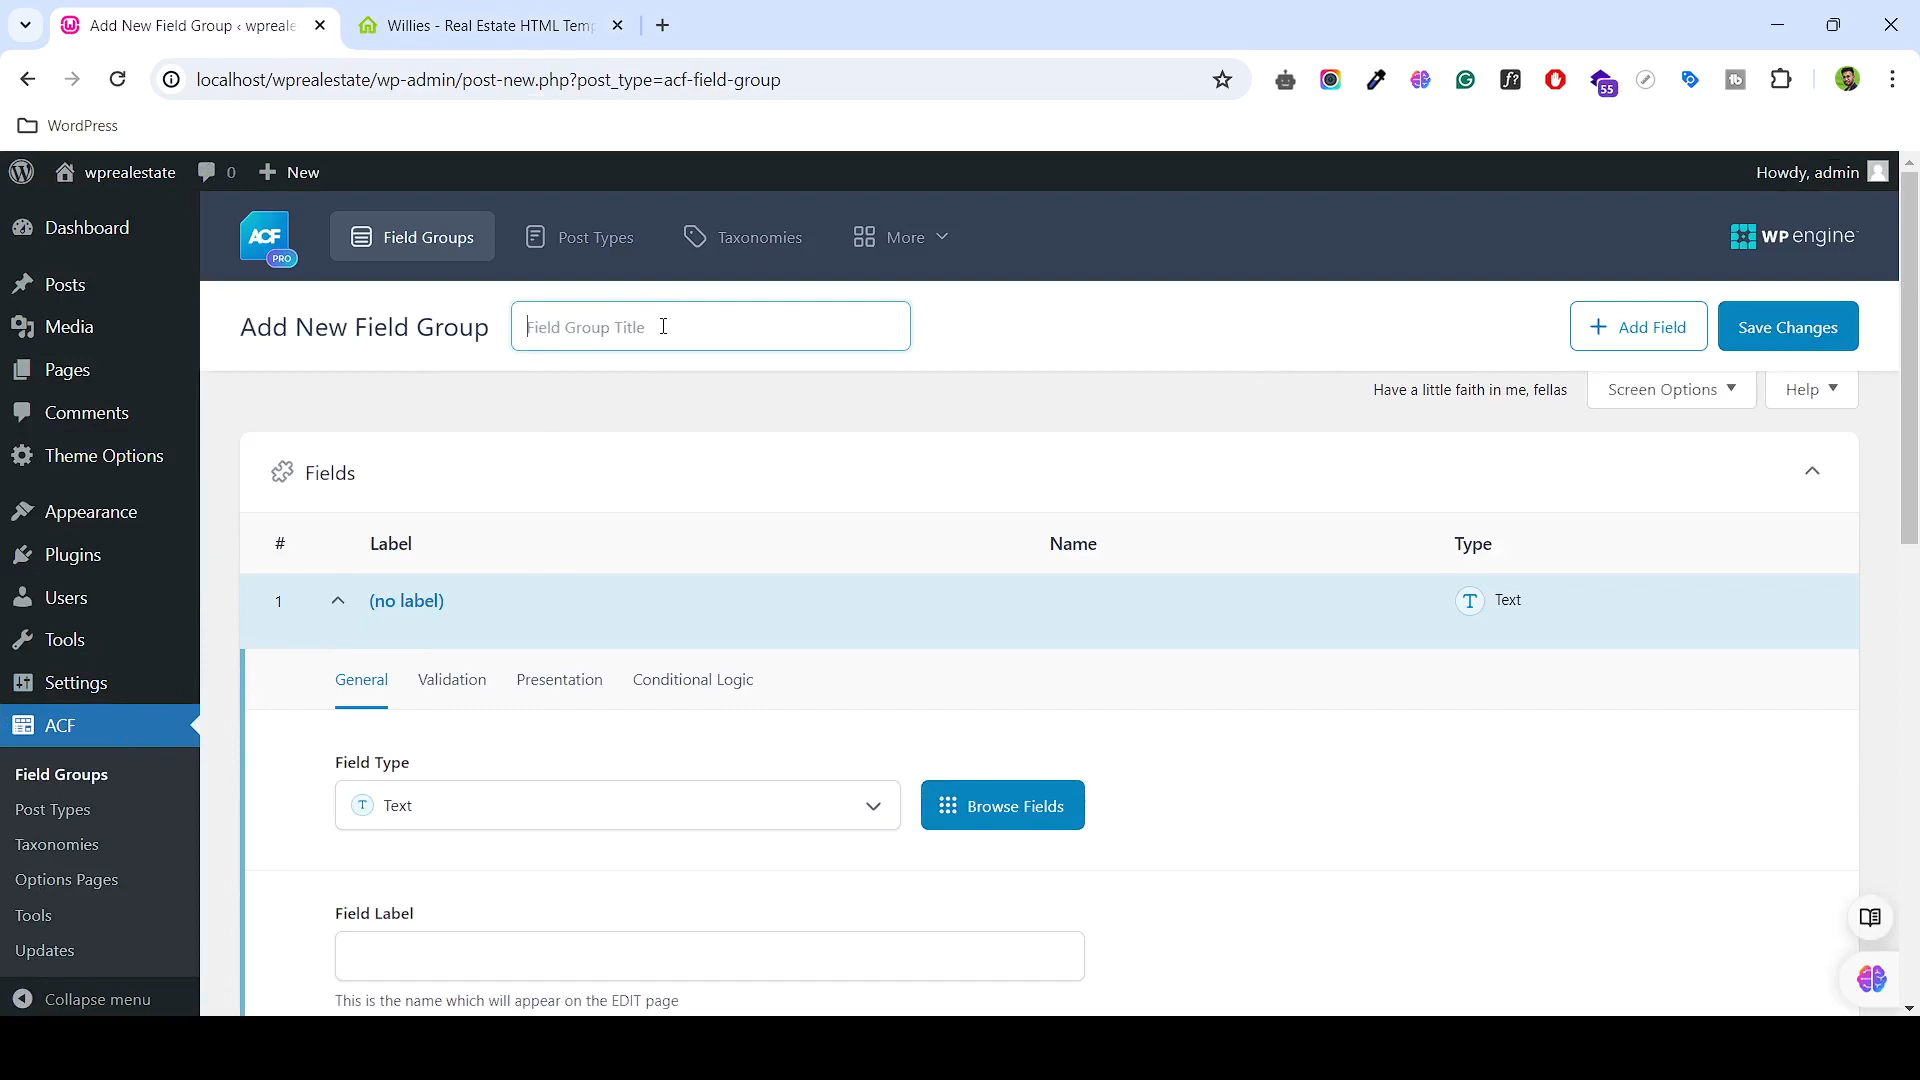 Add New Field Group ‹ wpreale
Willies - Real Estate HTML Temp
localhost/wprealestate/wp-admin/post-new.php?post_type=acf-field-group
f?
55
tb
WordPress
wprealestate
0
New
Howdy, admin
Dashboard
Posts
Media
Pages
Comments
Theme Options
Appearance
Plugins
Users
Tools
Settings
ACF
Field Groups
Post Types
Taxonomies
Options Pages
Tools
Updates
Collapse menu
ACF
PRO
Field Groups
Post Types
Taxonomies
More
WP engine
Add New Field Group
Field Group Title
Add Field
Save Changes
Have a little faith in me, fellas
Screen Options
Help
Fields
#
Label
Name
Type
1
(no label)
T
Text
General
Validation
Presentation
Conditional Logic
Field Type
T
Text
Browse Fields
Field Label
This is the name which will appear on the EDIT page